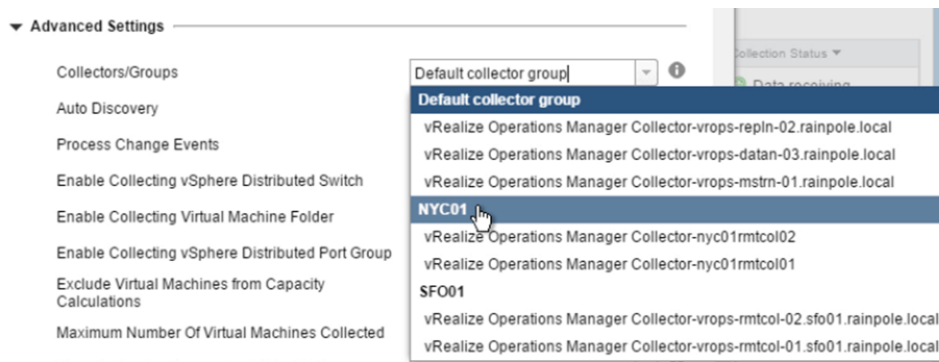 Advanced Settings
Collectors/Groups
Default collector group
Collection Status
Data receiving
Auto Discovery
Default collector group
vRealize Operations Manager Collector-vrops-repln-02.rainpole.local
Process Change Events
vRealize Operations Manager Collector-vrops-datan-03.rainpole.local
Enable Collecting vSphere Distributed Switch
vRealize Operations Manager Collector-vrops-mstrn-01.rainpole.local
Enable Collecting Virtual Machine Folder
NYC01
vRealize Operations Manager Collector-nyc01rmtcol02
Enable Collecting vSphere Distributed Port Group
vRealize Operations Manager Collector-nyc01rmtcol01
Exclude Virtual Machines from Capacity
Calculations
SFO01
vRealize Operations Manager Collector-vrops-rmtcol-02.sfo01.rainpole.local
Maximum Number Of Virtual Machines Collected
vRealize Operations Manager Collector-vrops-rmtcol-01.sfo01.rainpole.local